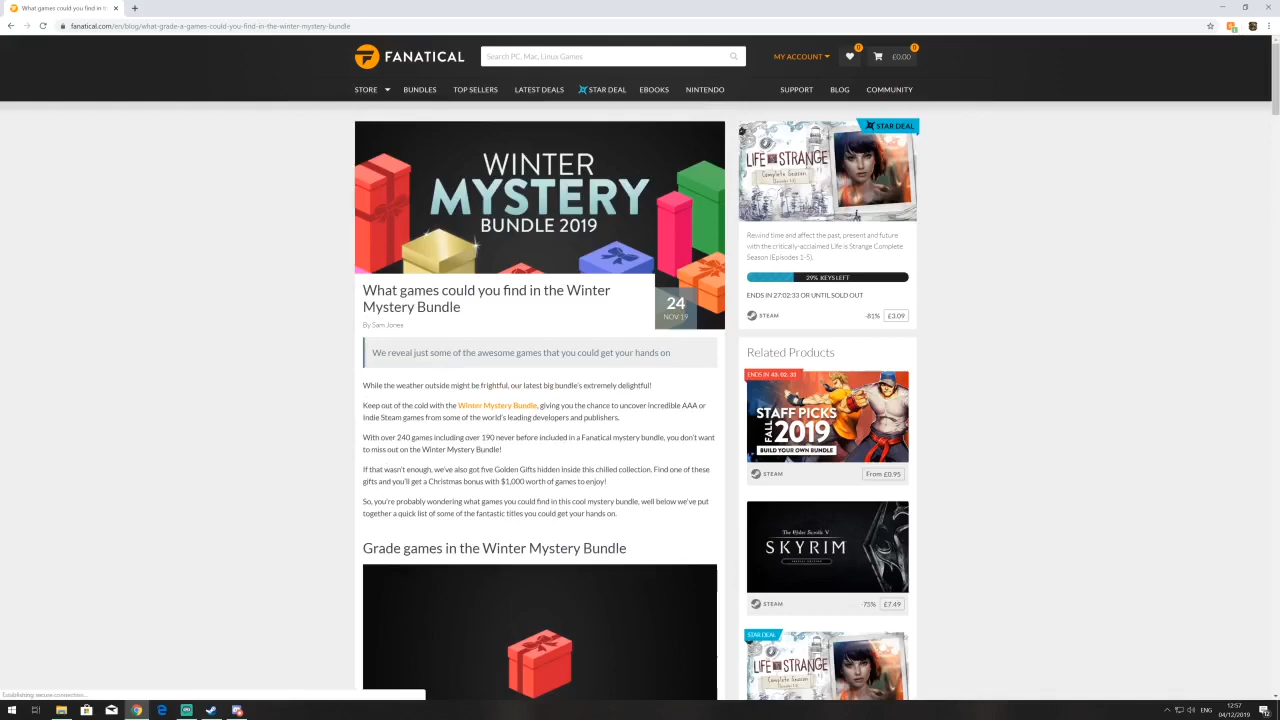 What games could you find in t
fanatical.com/en/blog/what-grade-a-games-could-you-find-in-the-winter-mystery-bundle
FANATICAL
Search PC, Mac, Linux Games
MY ACCOUNT
0
0
£0.00
STORE
BUNDLES
TOP SELLERS
LATEST DEALS
STAR DEAL
EBOOKS
NINTENDO
SUPPORT
BLOG
COMMUNITY
WINTER
MYSTERY
BUNDLE 2019
24
NOV 19
What games could you find in the Winter
Mystery Bundle
By Sam Jones
We reveal just some of the awesome games that you could get your hands on
While the weather outside might be frightful, our latest big bundle's extremely delightful!
Keep out of the cold with the Winter Mystery Bundle, giving you the chance to uncover incredible AAA or
Indie Steam games from some of the world's leading developers and publishers.
With over 240 games including over 190 never before included in a Fanatical mystery bundle, you don't want
to miss out on the Winter Mystery Bundle!
If that wasn't enough, we've also got five Golden Gifts hidden inside this chilled collection. Find one of these
gifts and you'll get a Christmas bonus with $1,000 worth of games to enjoy!
So, you're probably wondering what games you could find in this cool mystery bundle, well below we've put
together a quick list of some of the fantastic titles you could get your hands on.
Grade games in the Winter Mystery Bundle
STAR DEAL
LIFE IS STRANGE
Complete Season
Rewind time and affect the past, present and future
with the critically-acclaimed Life is Strange Complete
Season (Episodes 1-5).
29% KEYS LEFT
ENDS IN 27:02:33 OR UNTIL SOLD OUT
STEAM
-81%
£3.09
Related Products
ENDS IN 43:02:33
STAFF PICKS
FALL
2019
BUILD YOUR OWN BUNDLE
STEAM
From £0.95
The Elder Scrolls V
SKYRIM
SPECIAL EDITION
STEAM
-75%
£7.49
STAR DEAL
LIFE IS STRANGE
Complete Season
Establishing secure connection...
ENG
12:57
04/12/2019
12